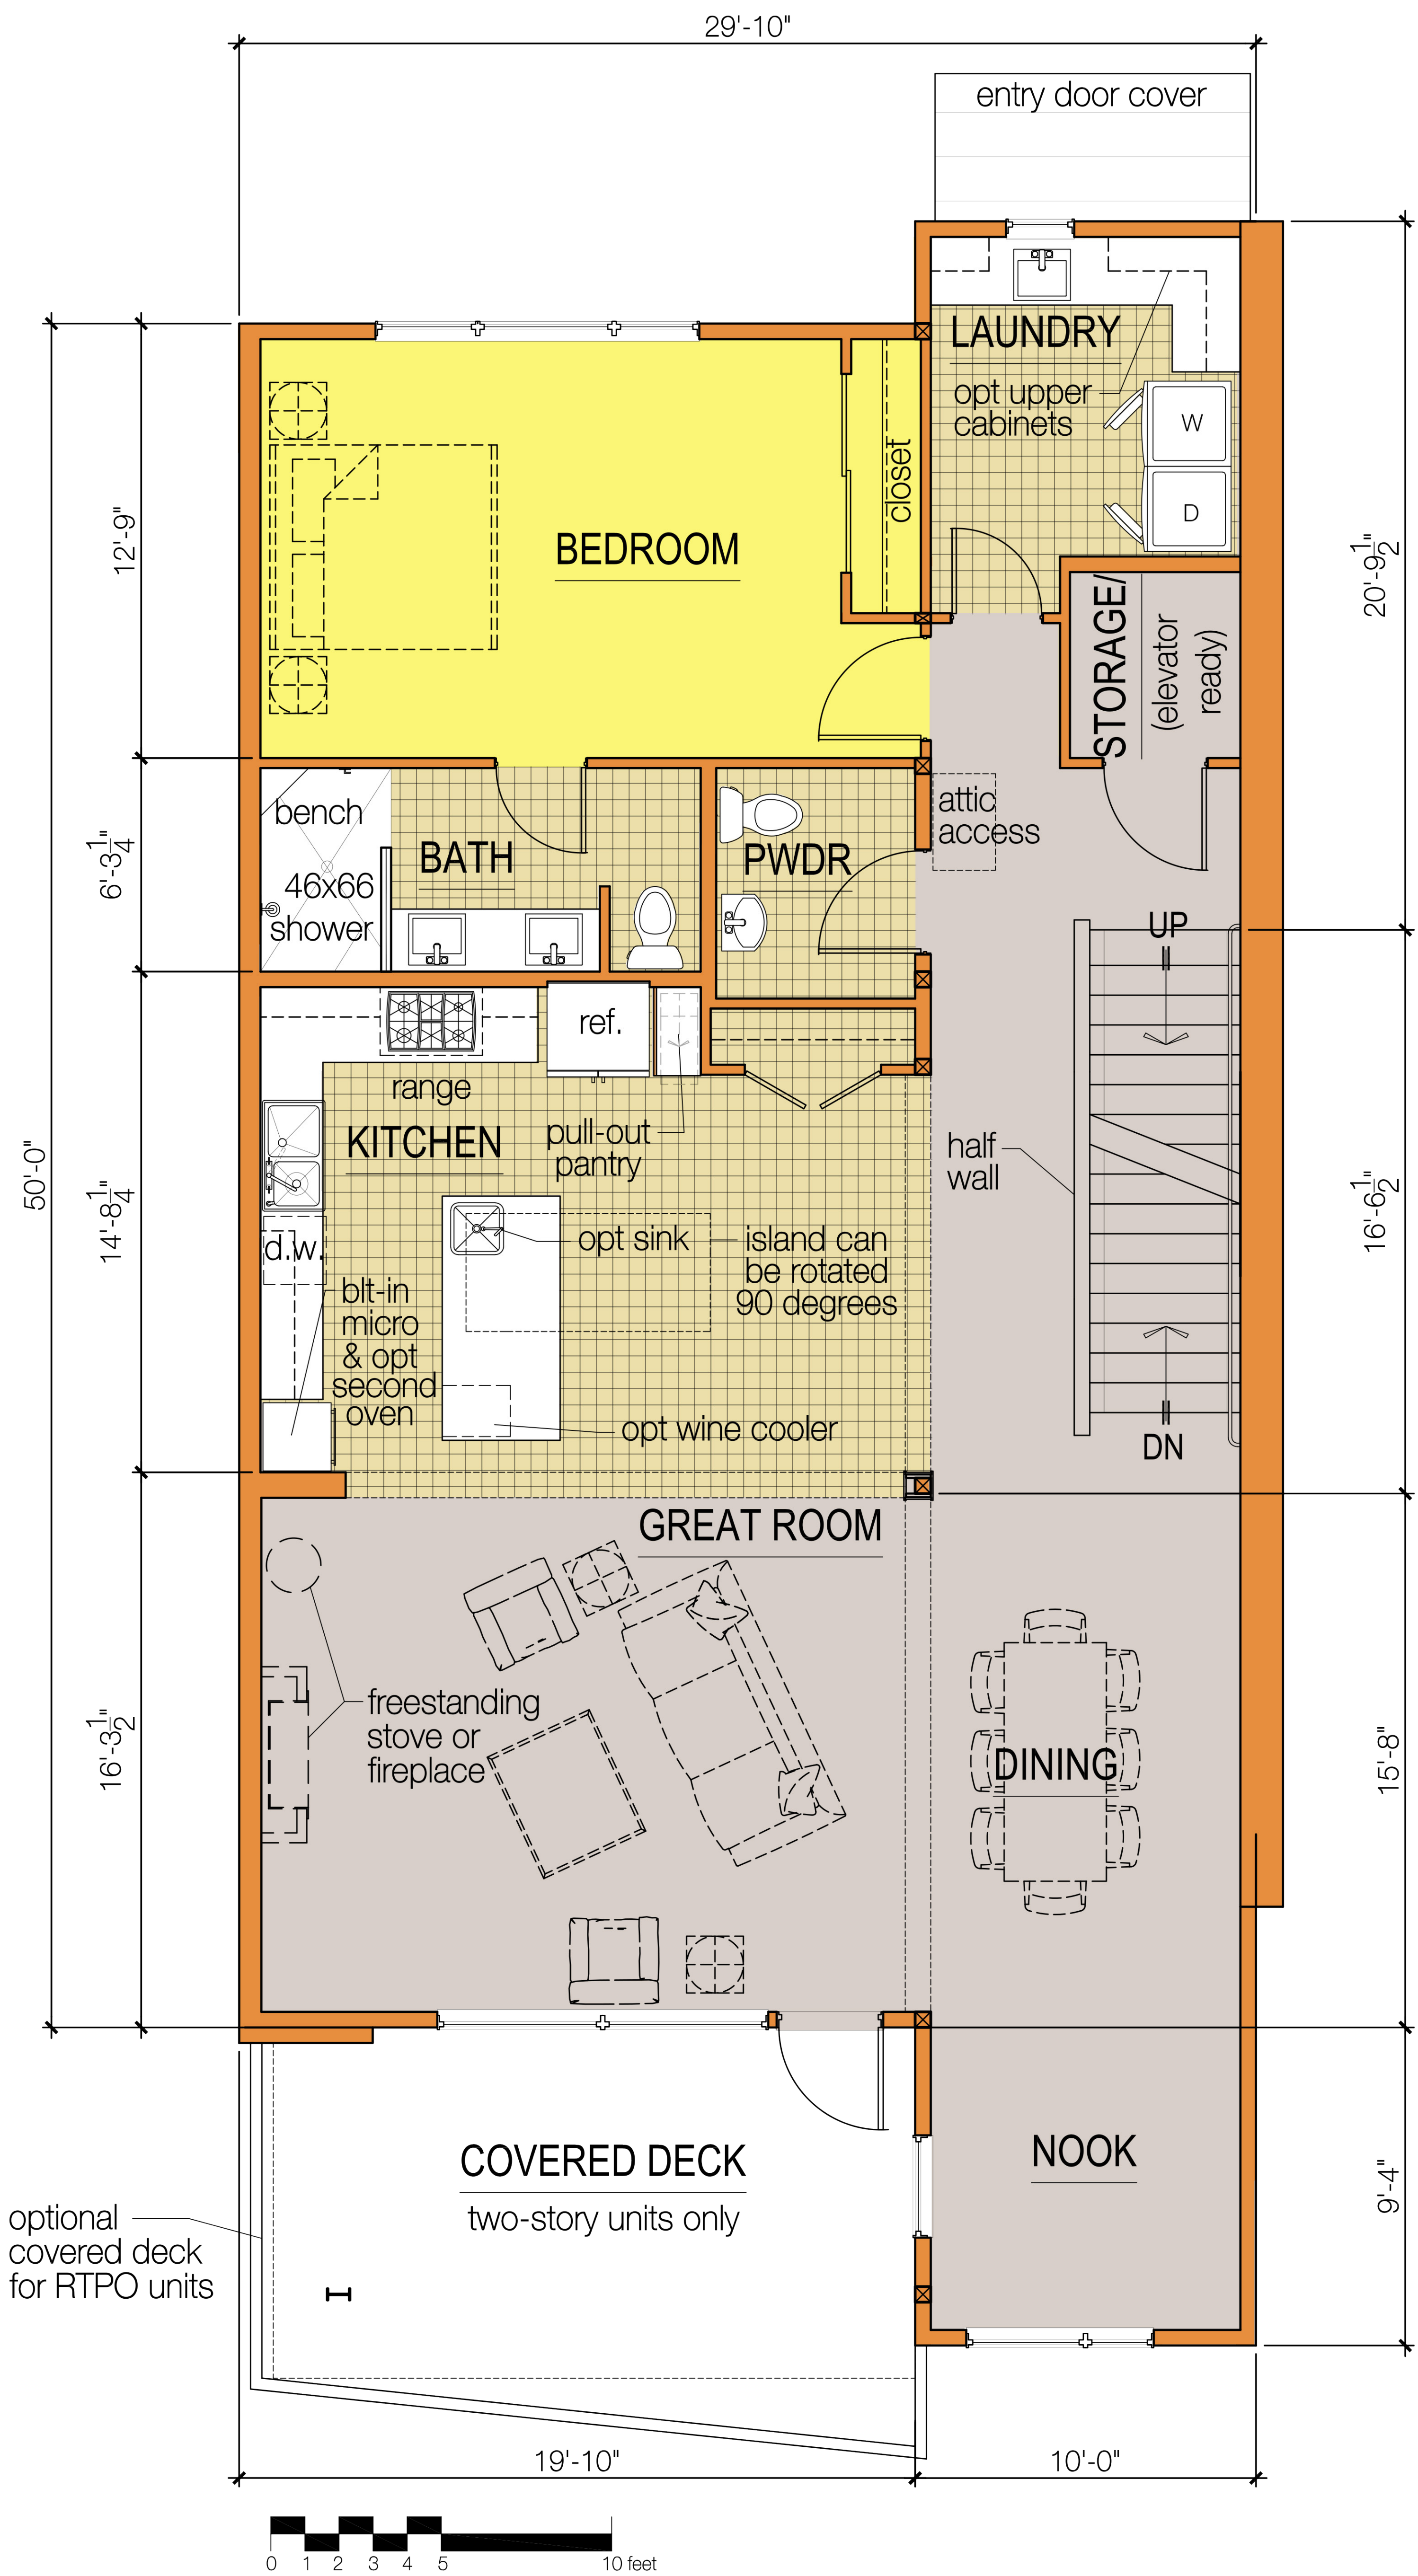 29'-10"
entry door cover
LAUNDRY
opt upper
cabinets
W
D
closet
BEDROOM
12'-9"
20'-9 1/2"
STORAGE/
(elevator
ready)
attic
access
bench
46x66
shower
BATH
PWDR
6'-3 1/4"
UP
ref.
range
KITCHEN
pull-out
pantry
half
wall
50'-0"
14'-8 1/4"
16'-6 1/2"
d.w.
opt sink
island can
be rotated
90 degrees
blt-in
micro
& opt
second
oven
opt wine cooler
DN
GREAT ROOM
freestanding
stove or
fireplace
DINING
16'-3 1/2"
15'-8"
COVERED DECK
two-story units only
NOOK
9'-4"
optional
covered deck
for RTPO units
19'-10"
10'-0"
0 1 2 3 4 5 10 feet